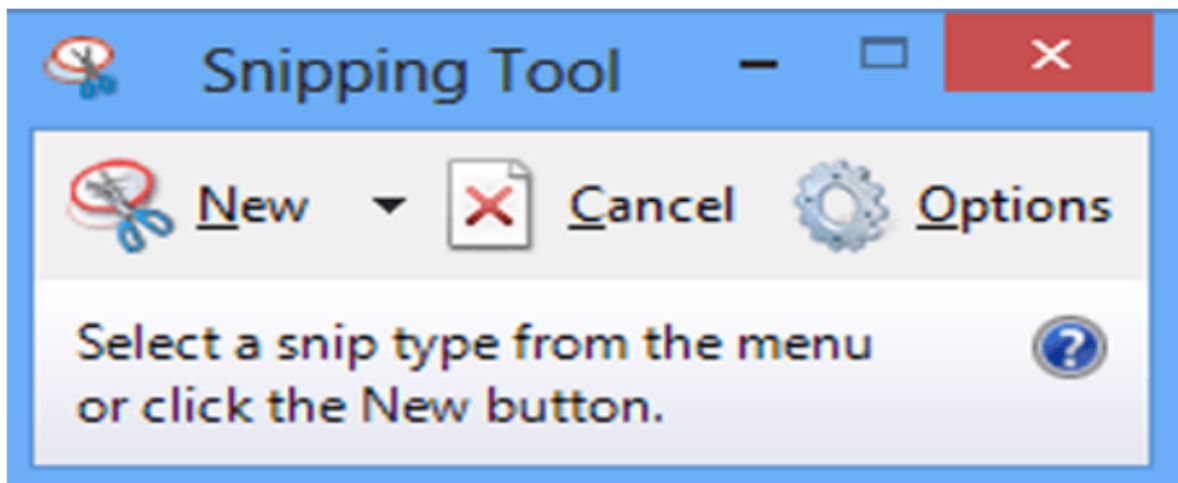 Snipping Tool
New Cancel Options
Select a snip type from the menu
or click the New button.